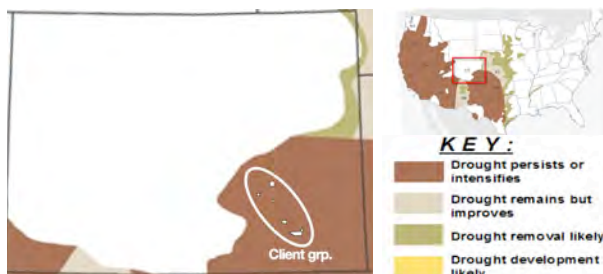 Client grp.
KEY:
Drought persists or
intensifies
Drought remains but
improves
Drought removal likely
Drought development
likely